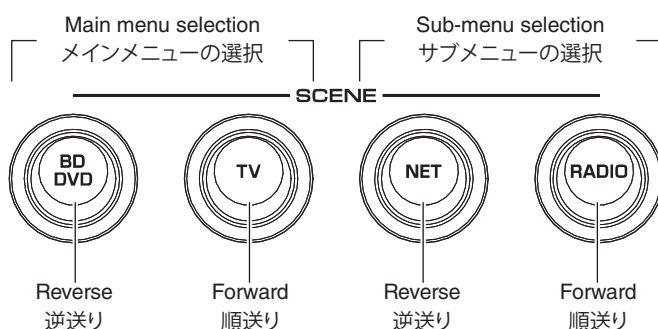 Main menu selection
メインメニューの選択
Sub-menu selection
サブメニューの選択
SCENE
BD
DVD
TV
NET
RADIO
Reverse
逆送り
Forward
順送り
Reverse
逆送り
Forward
順送り